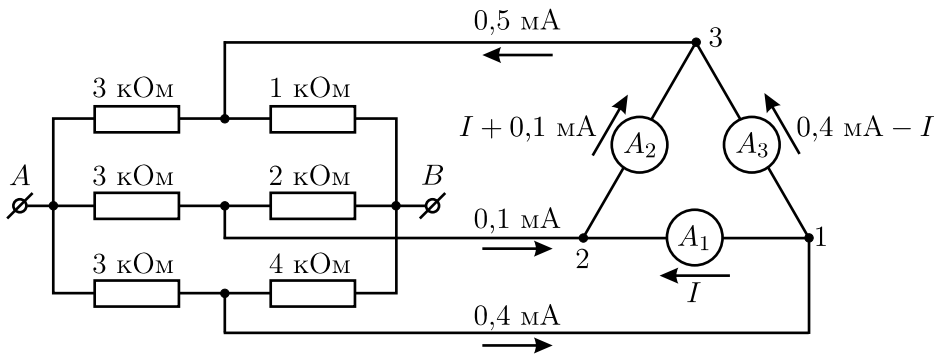 0,5 мА
3
3 кОм
1 кОм
I + 0,1 мА
A2
A3
0,4 мА − I
A
3 кОм
2 кОм
B
0,1 мА
A1
1
2
3 кОм
4 кОм
I
0,4 мА